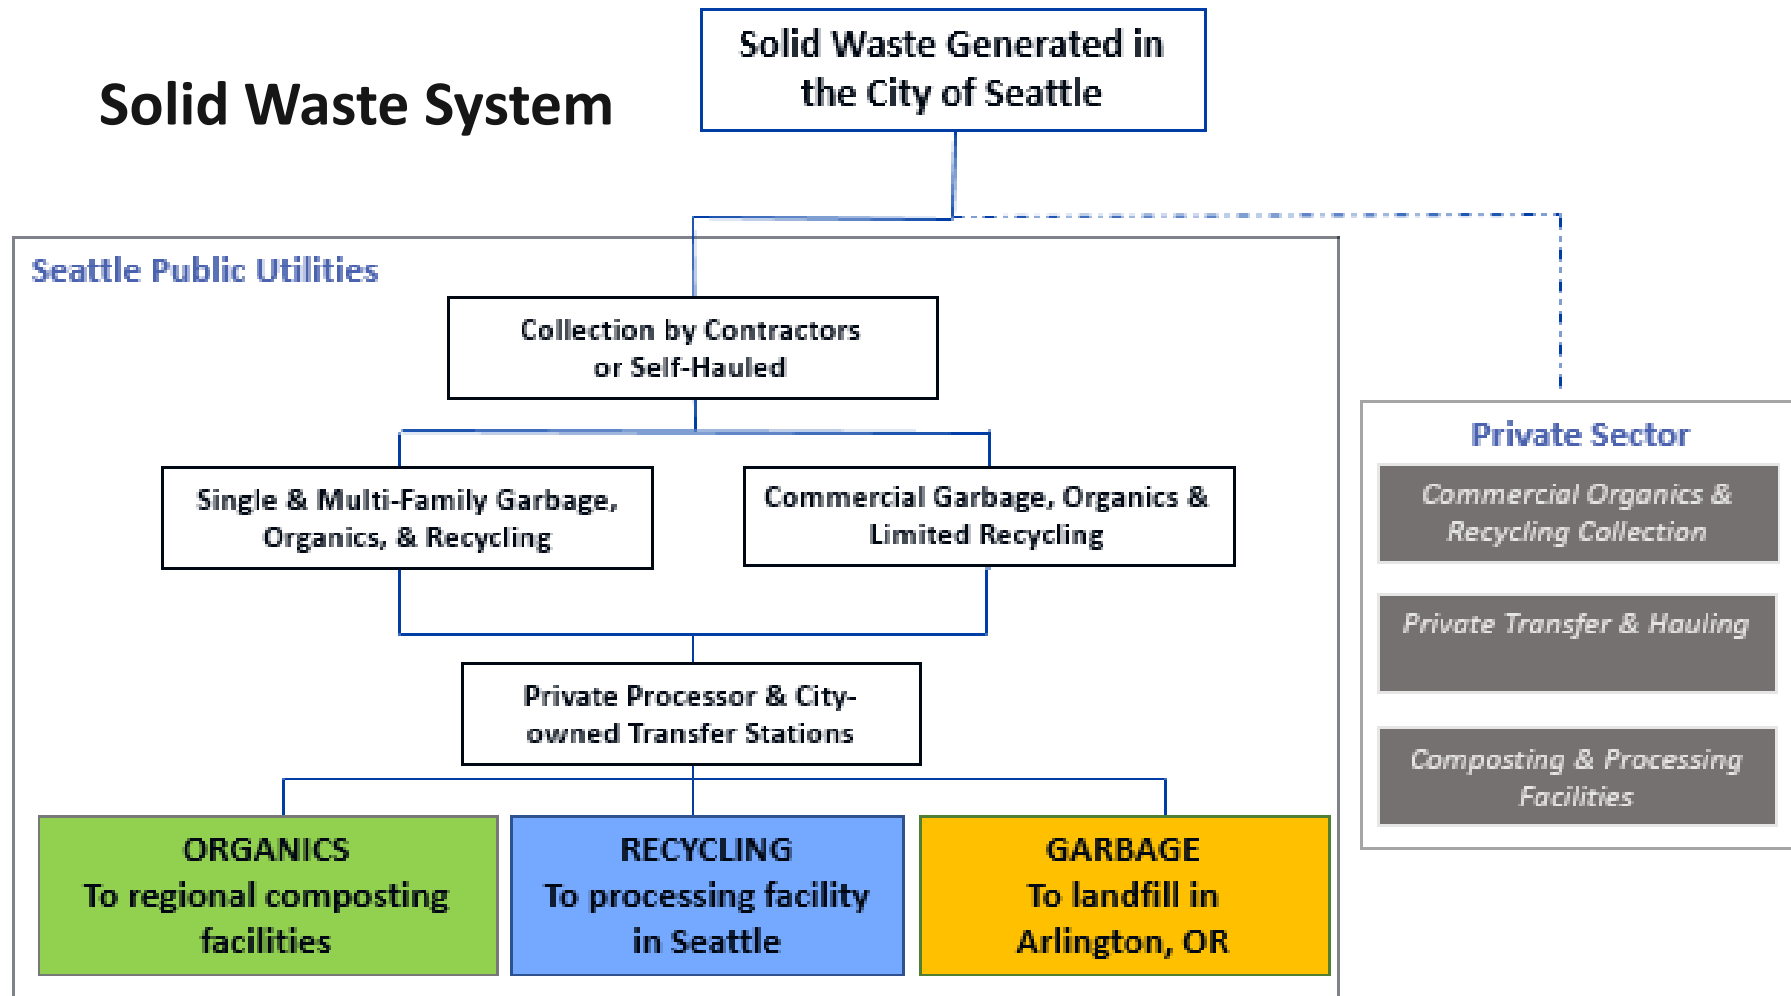 Solid Waste System
Solid Waste Generated in
the City of Seattle
Seattle Public Utilities
Collection by Contractors
or Self-Hauled
Single & Multi-Family Garbage,
Organics, & Recycling
Commercial Garbage, Organics &
Limited Recycling
Private Processor & City-
owned Transfer Stations
ORGANICS
To regional composting
facilities
RECYCLING
To processing facility
in Seattle
GARBAGE
To landfill in
Arlington, OR
Private Sector
Commercial Organics &
Recycling Collection
Private Transfer & Hauling
Composting & Processing
Facilities